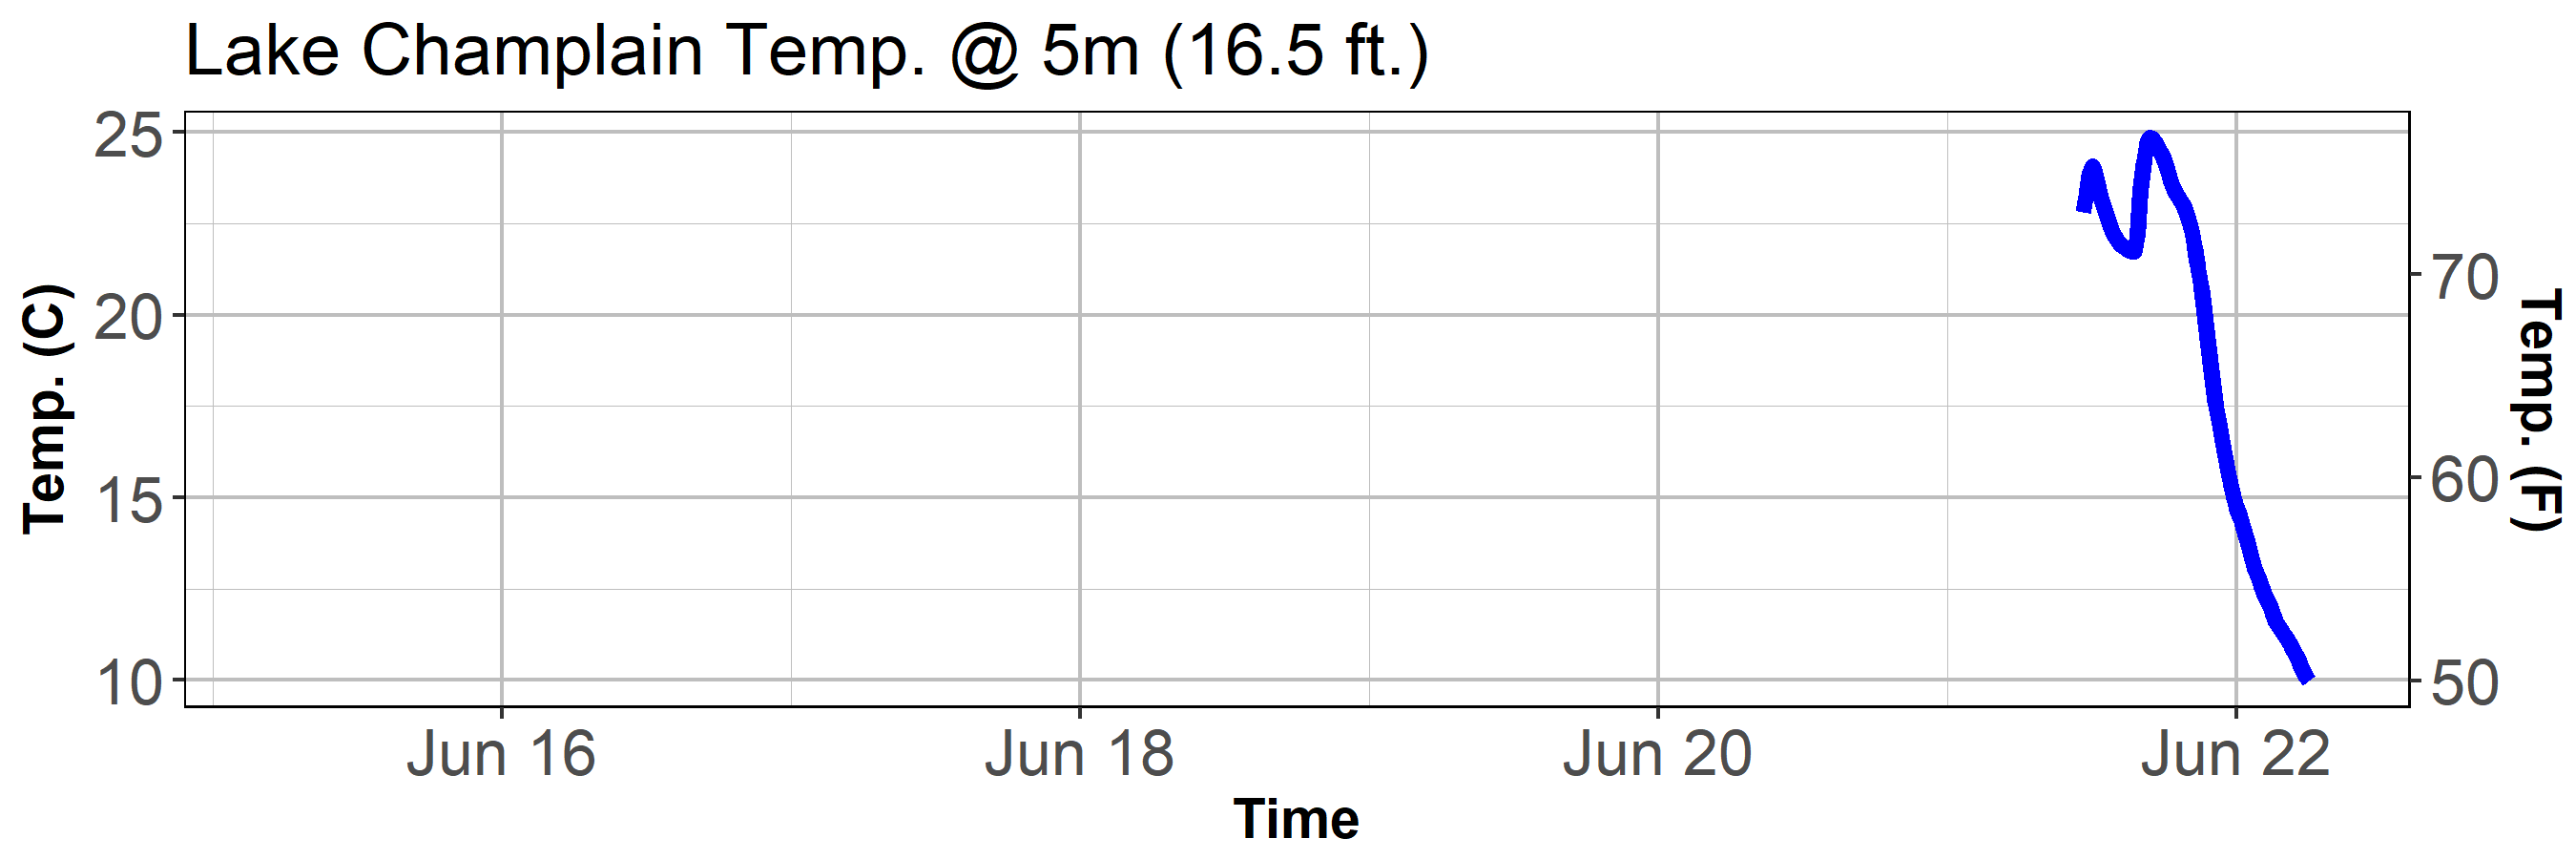 Lake Champlain Temp. @ 5m (16.5 ft.)
Temp. (C)
25
20
15
10
70
60
50
Temp. (F)
Jun 16 Jun 18 Jun 20 Jun 22
Time